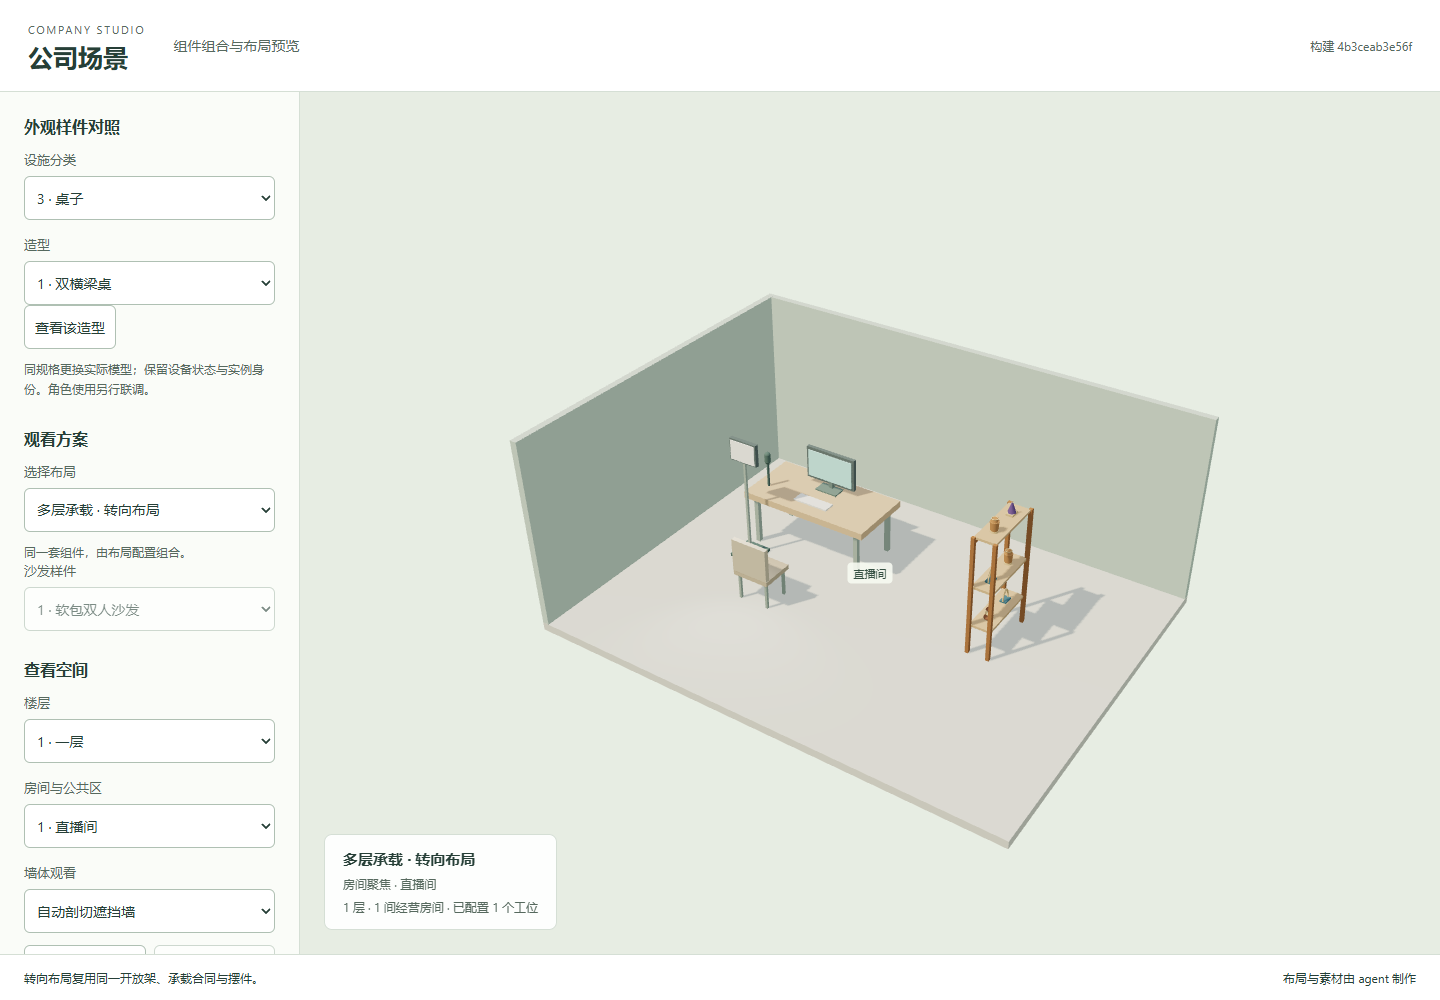 COMPANY STUDIO
公司场景
组件组合与布局预览
构建 4b3ceab3e56f
外观样件对照
设施分类
3 · 桌子
造型
1 · 双横梁桌
查看该造型
同规格更换实际模型；保留设备状态与实例身
份。角色使用另行联调。
观看方案
选择布局
多层承载 · 转向布局
同一套组件，由布局配置组合。
沙发样件
1 · 软包双人沙发
查看空间
楼层
1 · 一层
房间与公共区
1 · 直播间
墙体观看
自动剖切遮挡墙
直播间
多层承载 · 转向布局
房间聚焦 · 直播间
1 层 · 1 间经营房间 · 已配置 1 个工位
转向布局复用同一开放架、承载合同与摆件。
布局与素材由 agent 制作